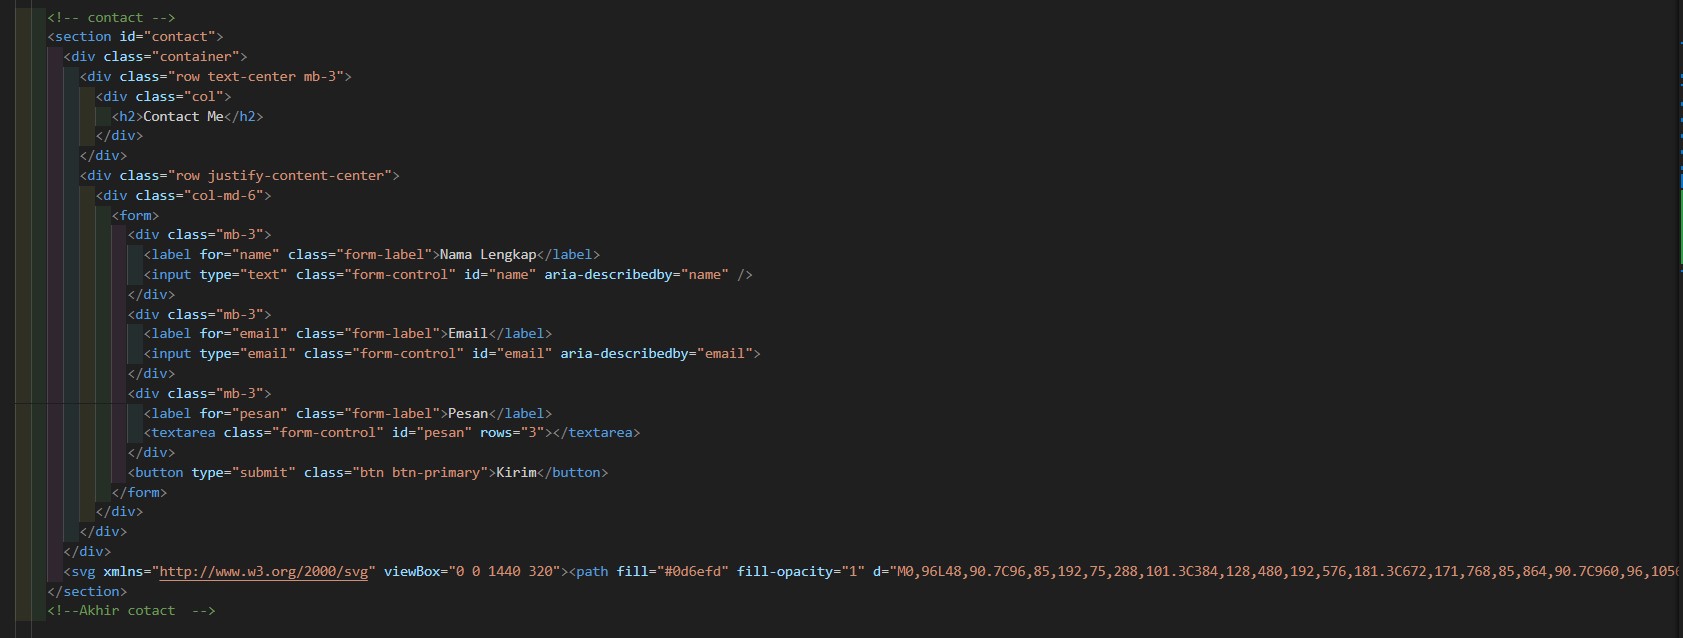 <!-- contact -->
<section id="contact">
<div class="container">
<div class="row text-center mb-3">
<div class="col">
<h2>Contact Me</h2>
</div>
</div>
<div class="row justify-content-center">
<div class="col-md-6">
<form>
<div class="mb-3">
<label for="name" class="form-label">Nama Lengkap</label>
<input type="text" class="form-control" id="name" aria-describedby="name" />
</div>
<div class="mb-3">
<label for="email" class="form-label">Email</label>
<input type="email" class="form-control" id="email" aria-describedby="email">
</div>
<div class="mb-3">
<label for="pesan" class="form-label">Pesan</label>
<textarea class="form-control" id="pesan" rows="3"></textarea>
</div>
<button type="submit" class="btn btn-primary">Kirim</button>
</form>
</div>
</div>
</div>
<svg xmlns="http://www.w3.org/2000/svg" viewBox="0 0 1440 320"><path fill="#0d6efd" fill-opacity="1" d="M0,96L48,90.7C96,85,192,75,288,101.3C384,128,480,192,576,181.3C672,171,768,85,864,90.7C960,96,1056
</section>
<!--Akhir cotact  -->